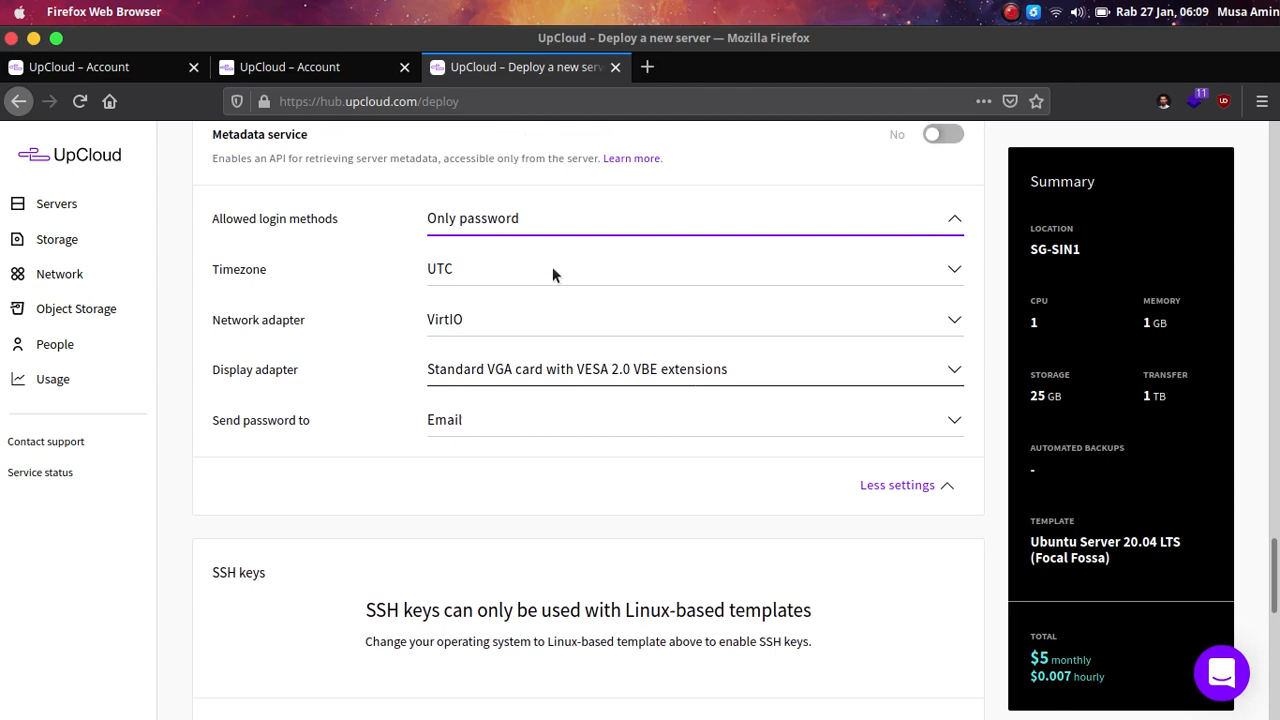 Firefox Web Browser
Rab 27 Jan, 06:09 Musa Amin
UpCloud – Deploy a new server — Mozilla Firefox
UpCloud – Account
UpCloud – Account
UpCloud – Deploy a new serv
https://hub.upcloud.com/deploy
11
UpCloud
Servers
Storage
Network
Object Storage
People
Usage
Contact support
Service status
Metadata service
No
Enables an API for retrieving server metadata, accessible only from the server. Learn more.
Allowed login methods
Only password
Timezone
UTC
Network adapter
VirtIO
Display adapter
Standard VGA card with VESA 2.0 VBE extensions
Send password to
Email
Less settings
SSH keys
SSH keys can only be used with Linux-based templates
Change your operating system to Linux-based template above to enable SSH keys.
Summary
LOCATION
SG-SIN1
CPU
1
MEMORY
1 GB
STORAGE
25 GB
TRANSFER
1 TB
AUTOMATED BACKUPS
-
TEMPLATE
Ubuntu Server 20.04 LTS
(Focal Fossa)
TOTAL
$5 monthly
$0.007 hourly